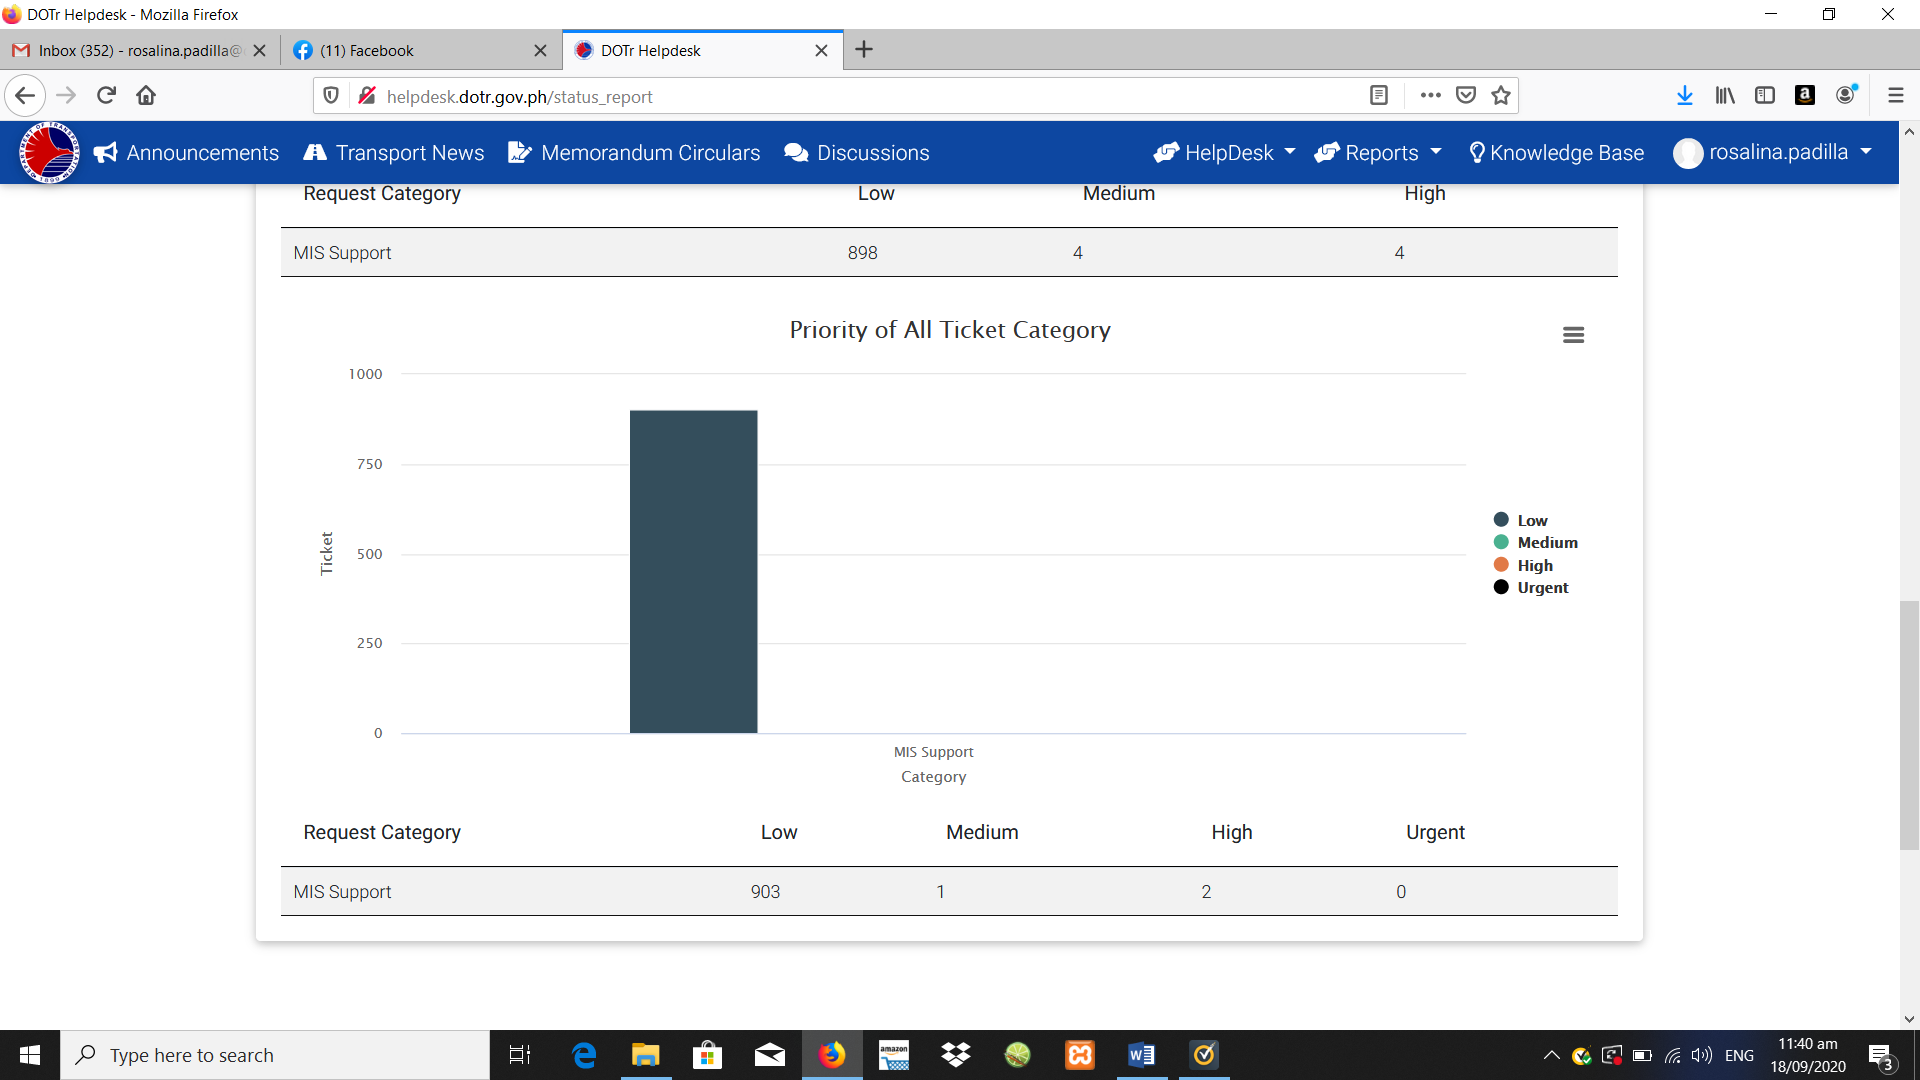 DOTr Helpdesk - Mozilla Firefox
Inbox (352) - rosalina.padilla@ (11) Facebook DOTr Helpdesk
helpdesk.dotr.gov.ph/status_report
Announcements Transport News Memorandum Circulars Discussions HelpDesk Reports Knowledge Base rosalina.padilla
Request Category Low Medium High
MIS Support 898 4 4
Priority of All Ticket Category
1000
750
500
250
0
Ticket
MIS Support
Category
Low
Medium
High
Urgent
Request Category Low Medium High Urgent
MIS Support 903 1 2 0
Type here to search
amazon
ENG
11:40 am
18/09/2020
3